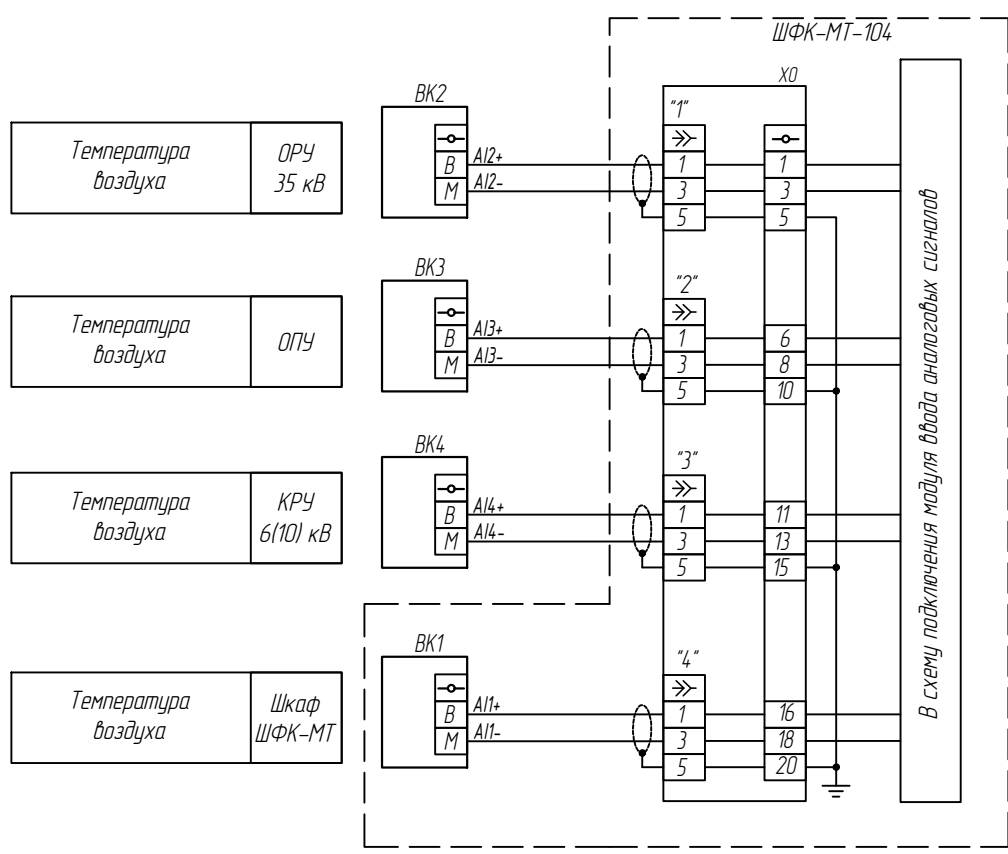 ШФК-МТ-104
X0
Температура
воздуха
ОРУ
35 кВ
ВК2
В
М
AI2+
AI2-
"1"
1
3
5
1
3
5
Температура
воздуха
ОПУ
ВК3
В
М
AI3+
AI3-
"2"
1
3
5
6
8
10
Температура
воздуха
КРУ
6(10) кВ
ВК4
В
М
AI4+
AI4-
"3"
1
3
5
11
13
15
Температура
воздуха
Шкаф
ШФК-МТ
ВК1
В
М
AI1+
AI1-
"4"
1
3
5
16
18
20
В схему подключения модуля ввода аналоговых сигналов